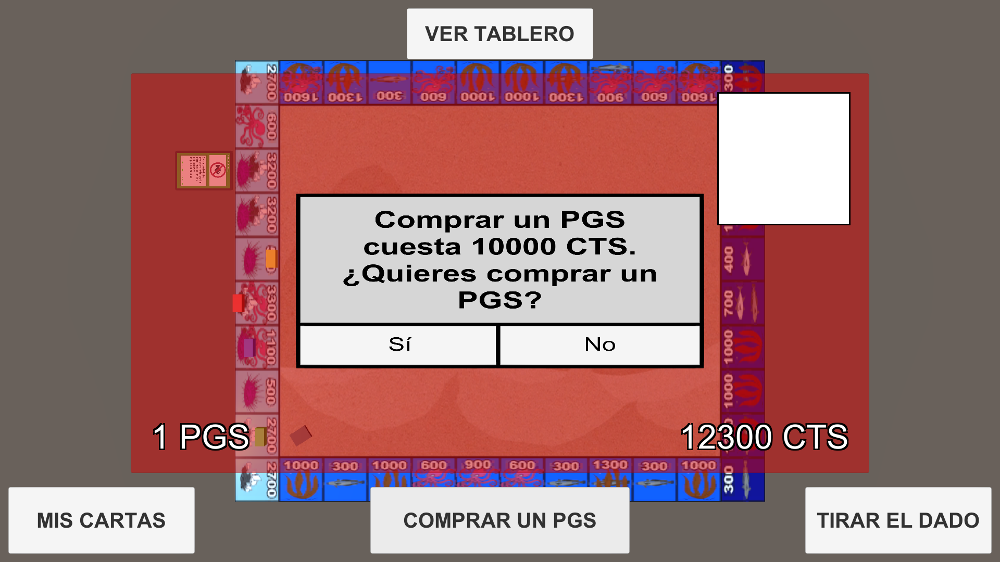 VER TABLERO
2700
1600
1300
300
600
1000
1000
1300
900
600
1600
300
600
3200
3200
3300
1100
500
2700
2700
400
700
1000
1000
Comprar un PGS
cuesta 10000 CTS.
¿Quieres comprar un
PGS?
Sí
No
1 PGS
12300 CTS
1000
300
1000
600
900
600
300
1300
300
1000
300
MIS CARTAS
COMPRAR UN PGS
TIRAR EL DADO